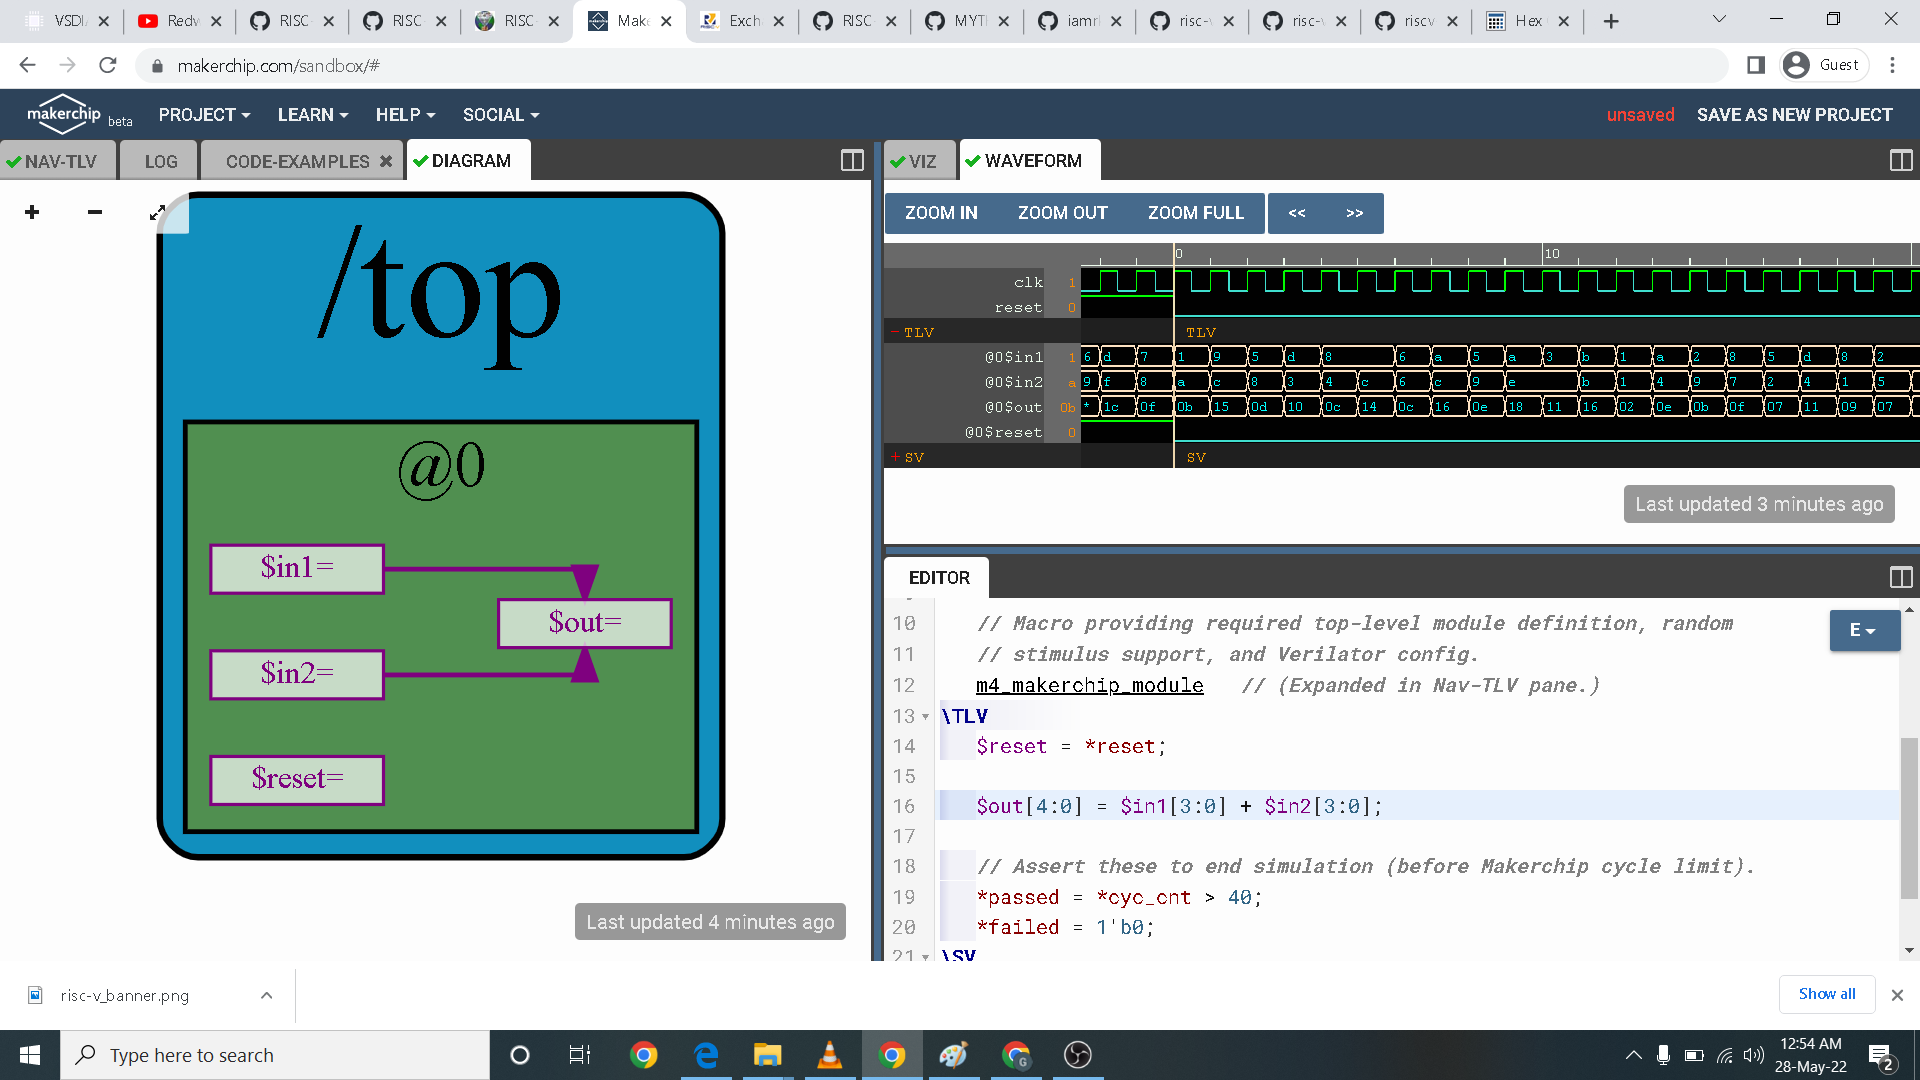 VSDI
Redw
RISC-
RISC-
RISC-
Make
Exch
RISC-
MYTH
iamrl
risc-v
risc-v
riscv
Hex
makerchip.com/sandbox/#
Guest
makerchip beta
PROJECT
LEARN
HELP
SOCIAL
unsaved
SAVE AS NEW PROJECT
NAV-TLV
LOG
CODE-EXAMPLES
DIAGRAM
/top
@0
$in1=
$out=
$in2=
$reset=
Last updated 4 minutes ago
VIZ
WAVEFORM
ZOOM IN
ZOOM OUT
ZOOM FULL
<<
>>
0 10
clk 1
reset 0
- TLV TLV
@0$in1 1 6 d 7 1 9 5 d 8 6 a 5 a 3 b 1 a 2 8 5 d 8 2
@0$in2 a 9 f 8 a c 8 3 4 c 6 c 9 e b 1 4 9 7 2 4 1 5
@0$out 0b * 1c 0f 0b 15 0d 10 0c 14 0c 16 0e 18 11 16 02 0e 0b 0f 07 11 09 07
@0$reset 0
+ SV SV
Last updated 3 minutes ago
EDITOR
E
10 // Macro providing required top-level module definition, random
11 // stimulus support, and Verilator config.
12 m4_makerchip_module // (Expanded in Nav-TLV pane.)
13 \TLV
14 $reset = *reset;
15
16 $out[4:0] = $in1[3:0] + $in2[3:0];
17
18 // Assert these to end simulation (before Makerchip cycle limit).
19 *passed = *cyc_cnt > 40;
20 *failed = 1'b0;
21 \SV
risc-v_banner.png
Show all
Type here to search
12:54 AM
28-May-22
2